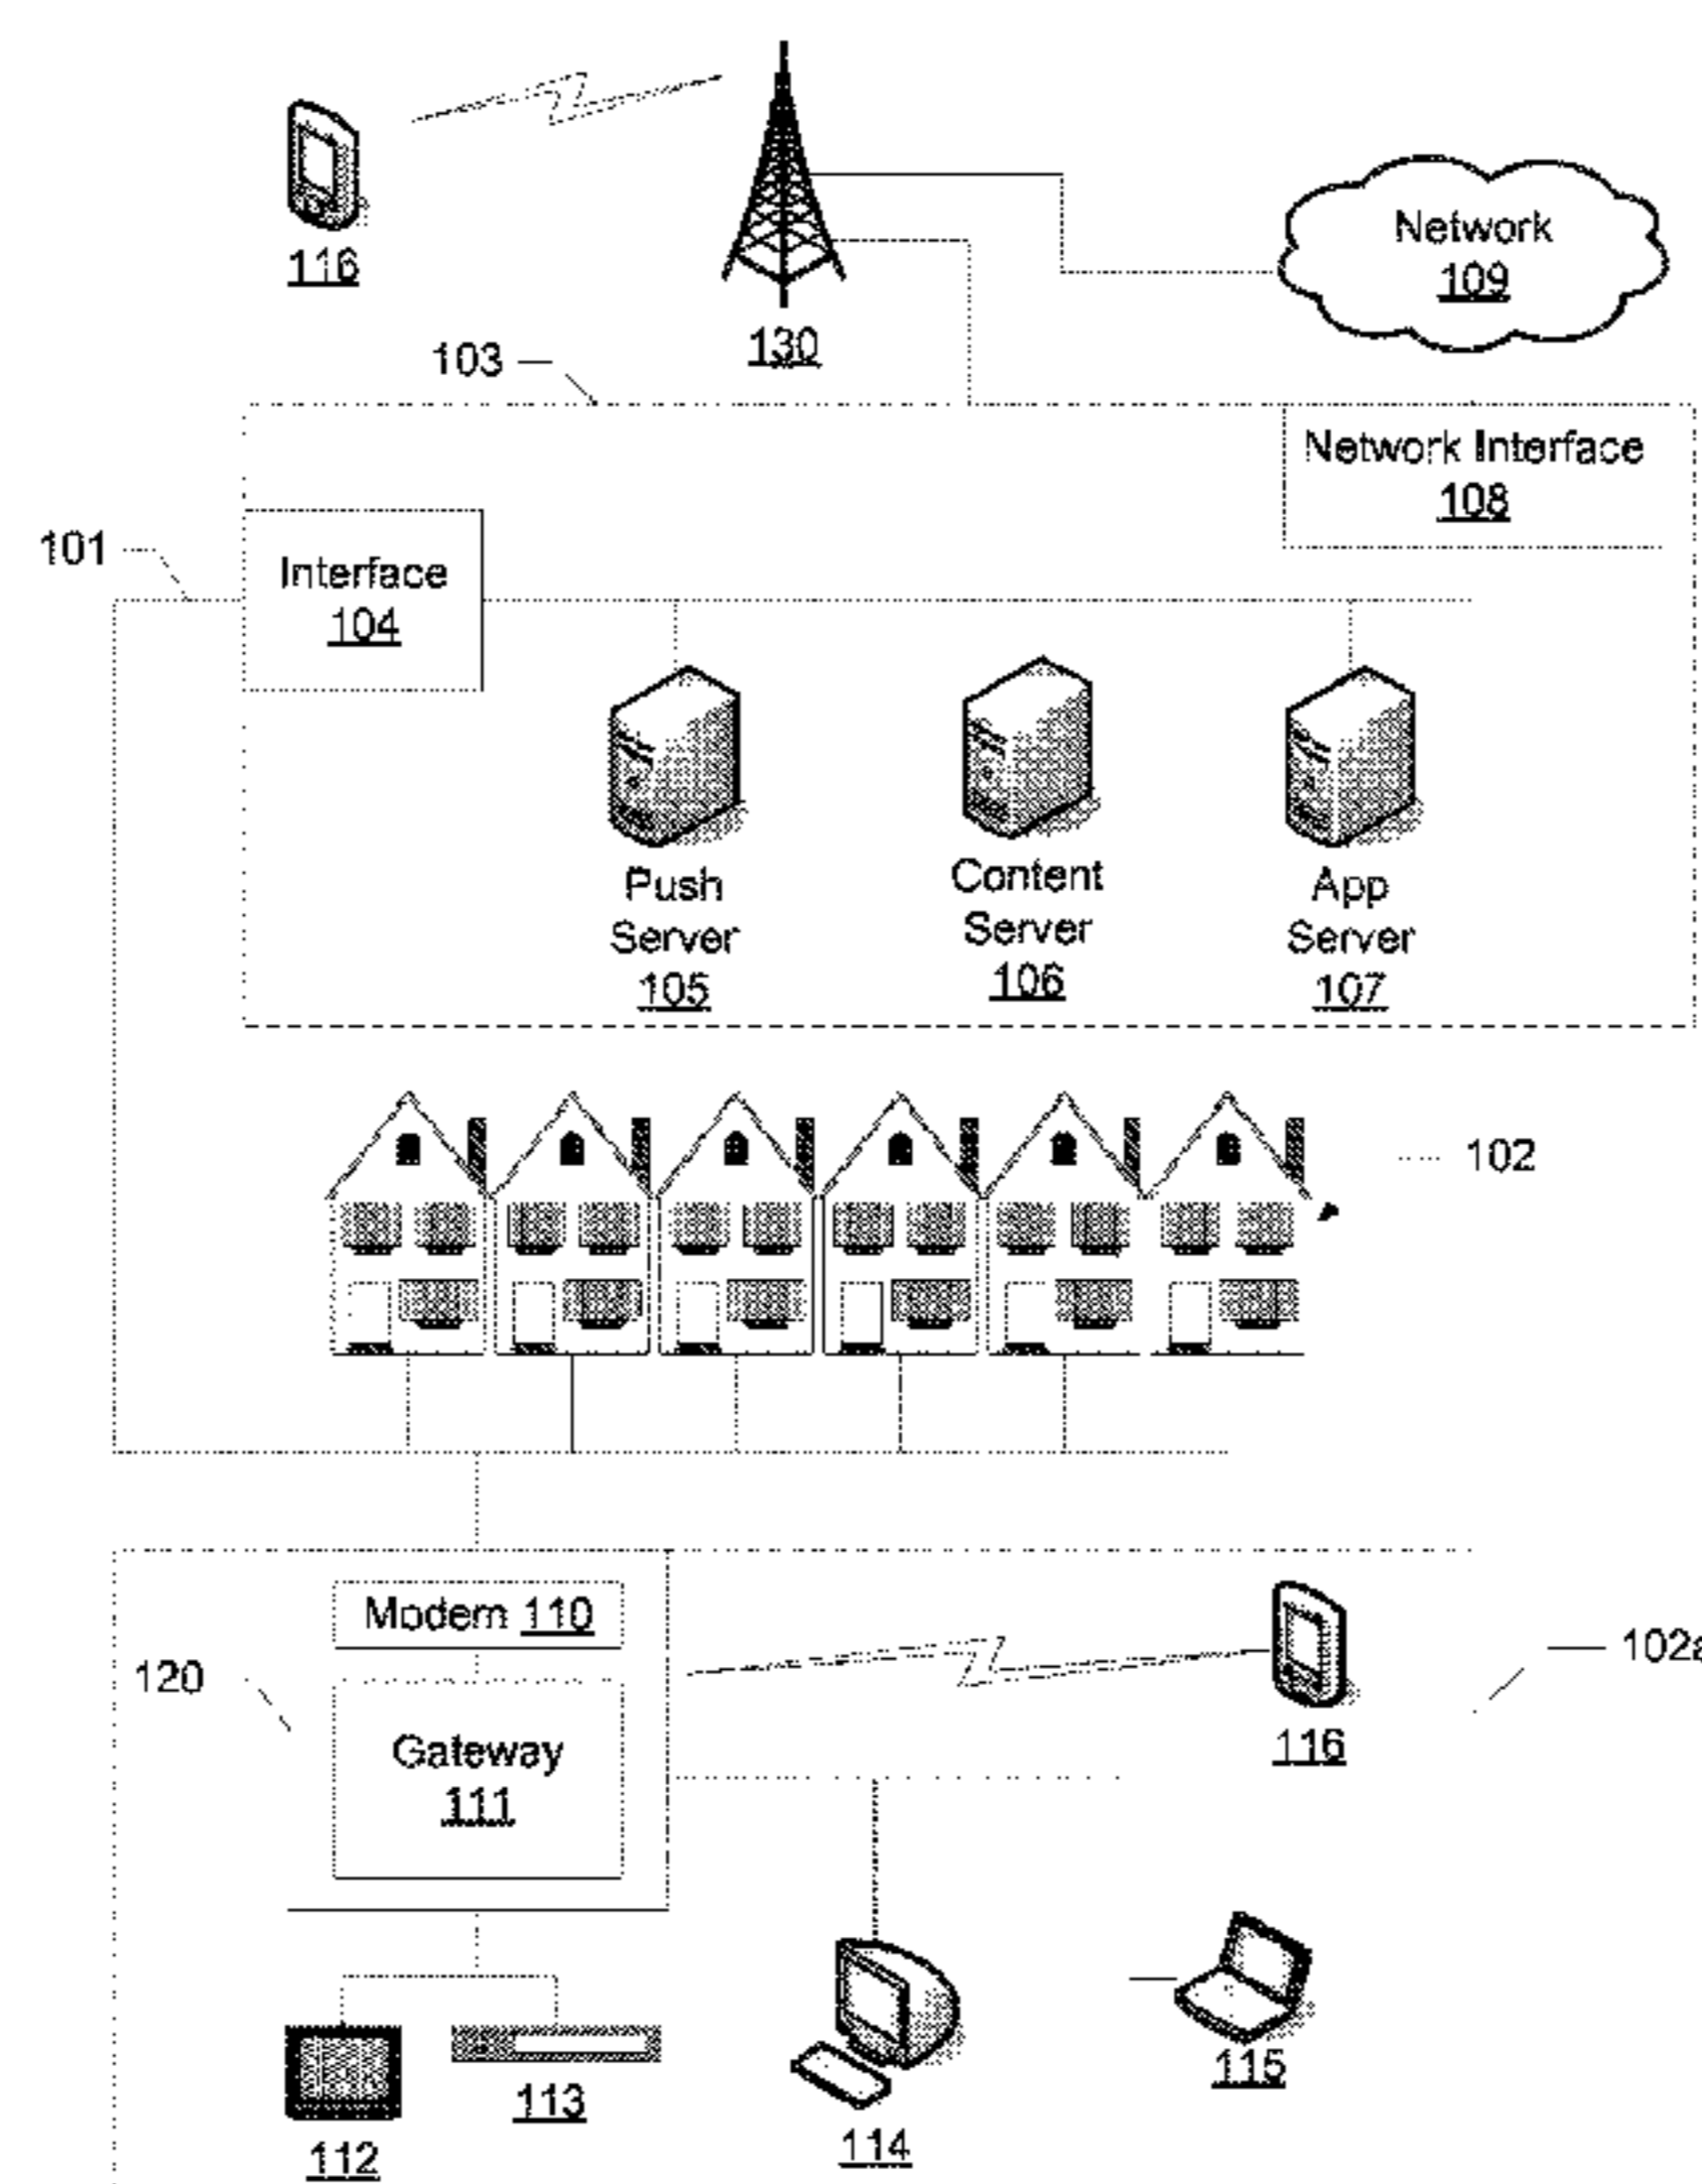 116
130
Network
109
103
Network Interface
108
101
Interface
104
Push
Server
105
Content
Server
106
App
Server
107
102
Modem 110
120
102a
Gateway
111
116
112
113
114
115